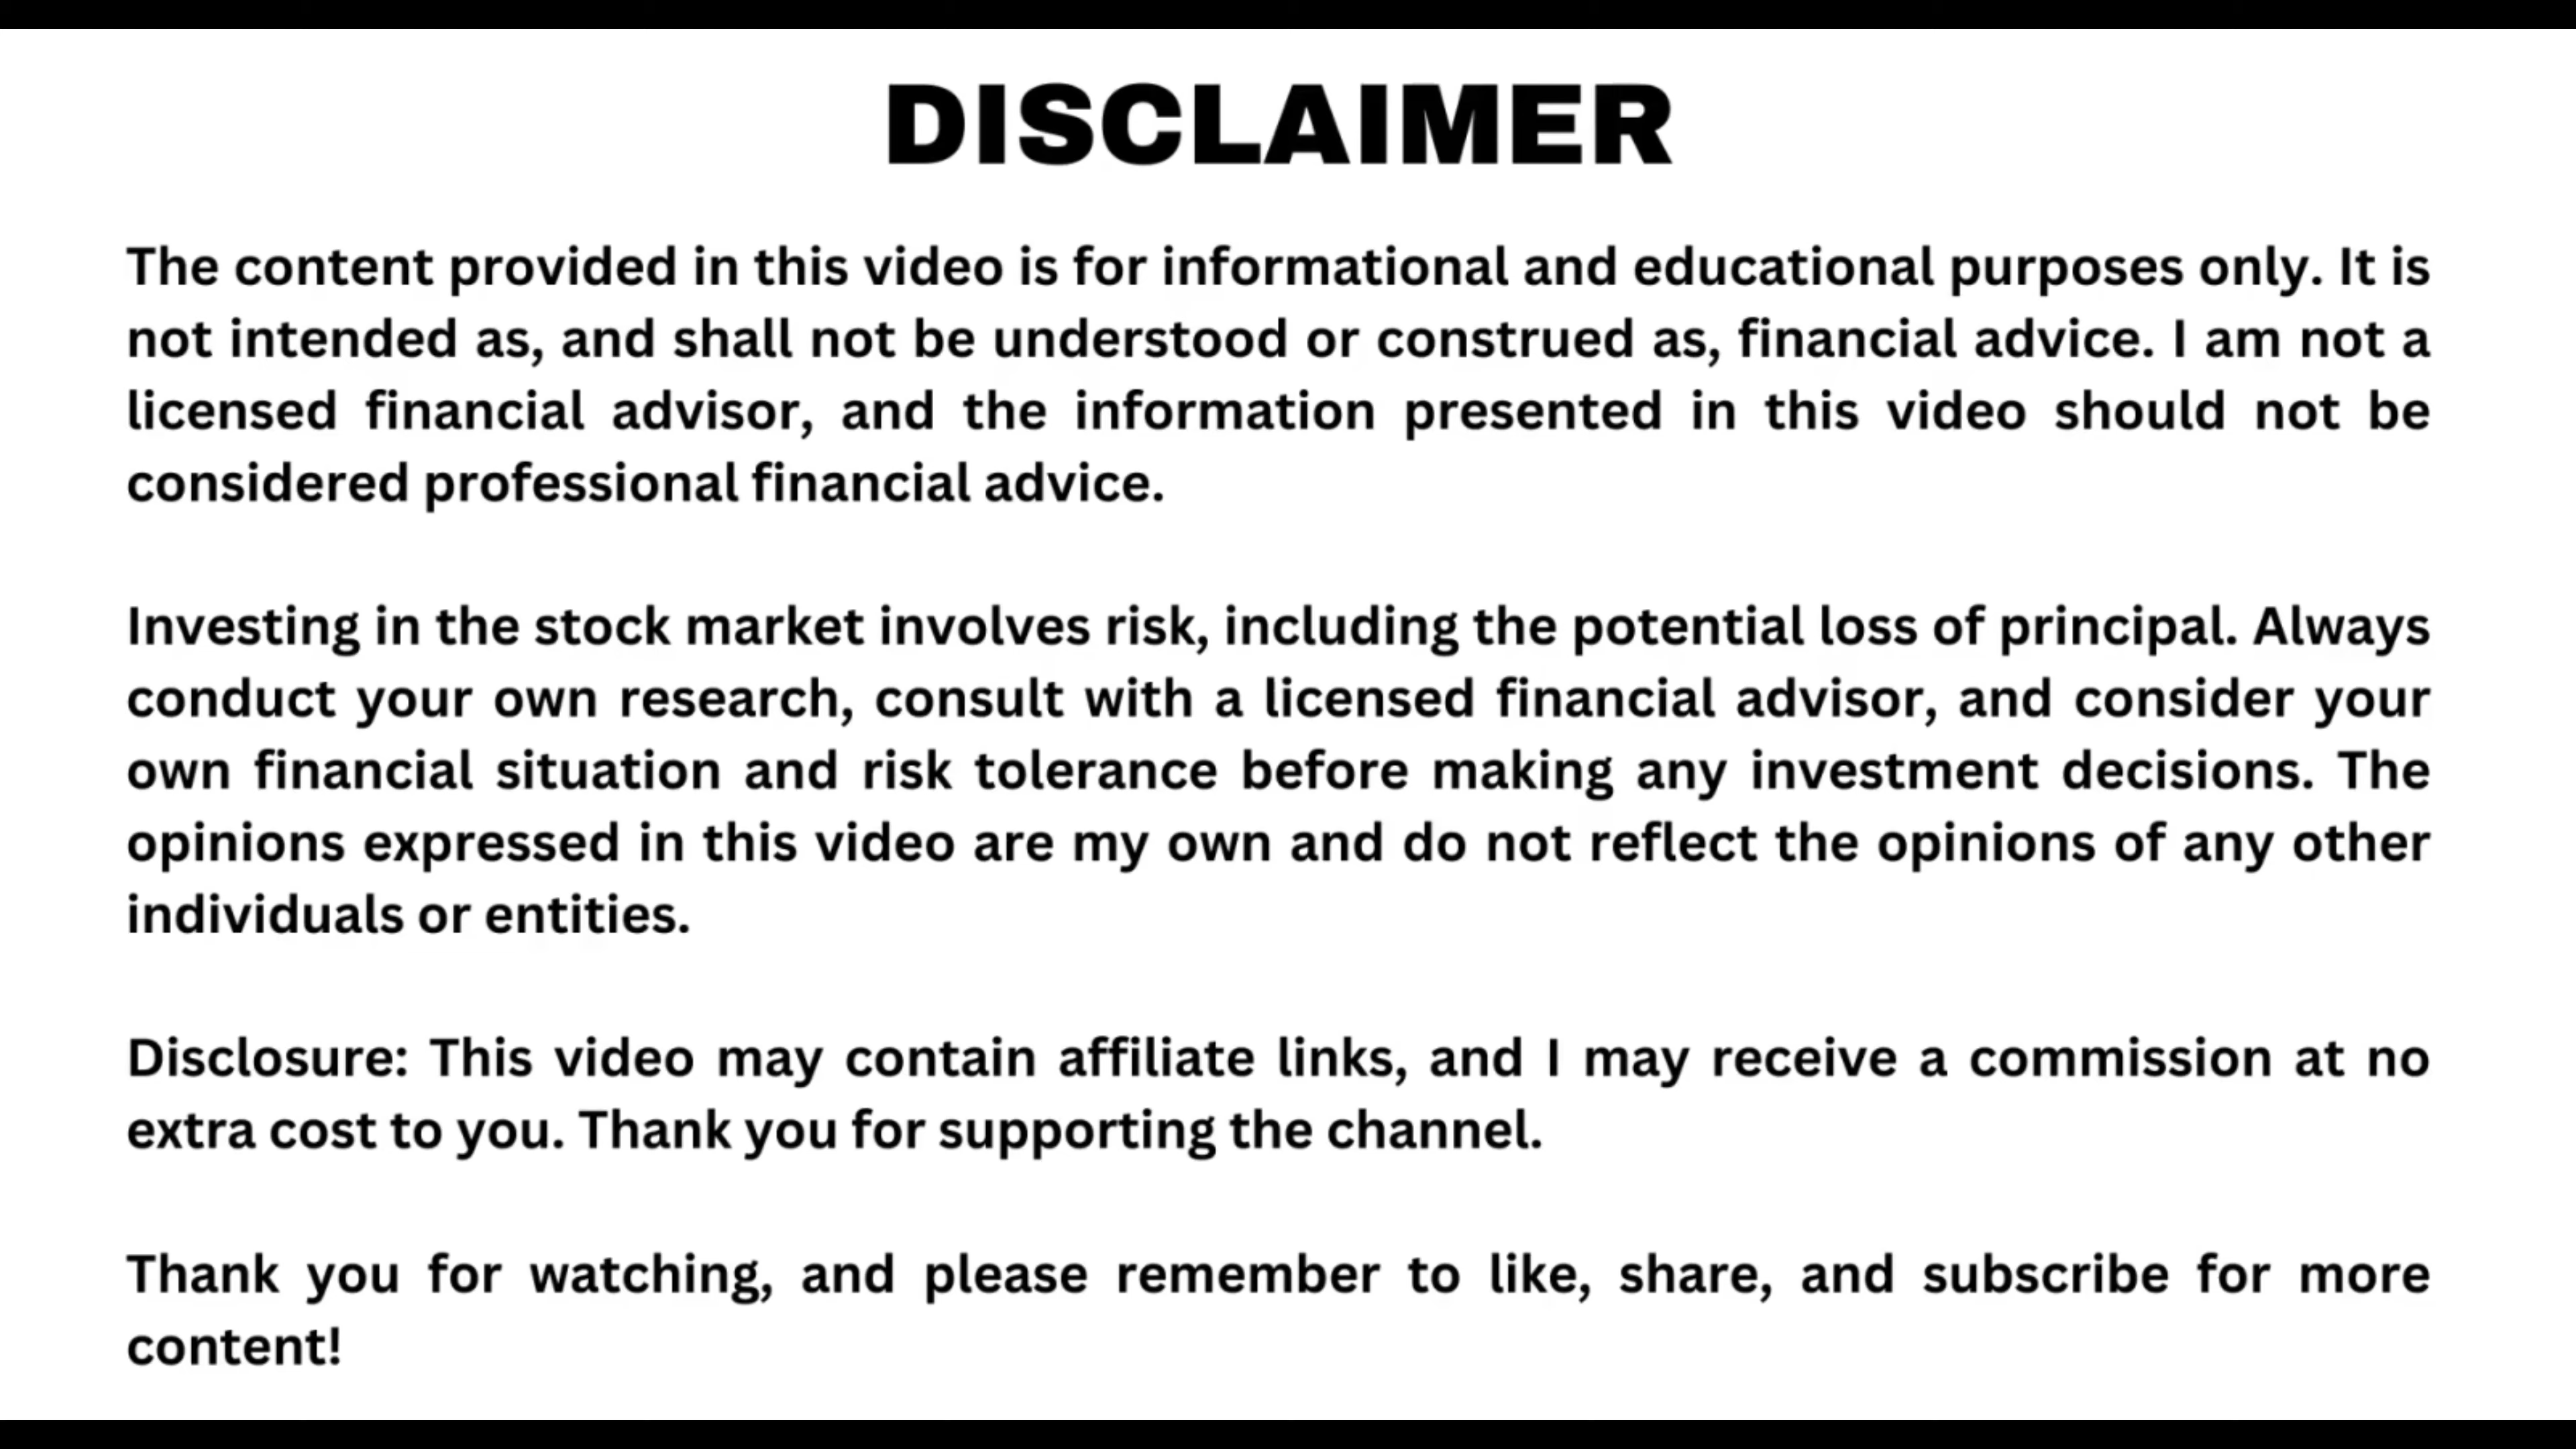 DISCLAIMER
The content provided in this video is for informational and educational purposes only. It is
not intended as, and shall not be understood or construed as, financial advice. I am not a
licensed financial advisor, and the information presented in this video should not be
considered professional financial advice.
Investing in the stock market involves risk, including the potential loss of principal. Always
conduct your own research, consult with a licensed financial advisor, and consider your
own financial situation and risk tolerance before making any investment decisions. The
opinions expressed in this video are my own and do not reflect the opinions of any other
individuals or entities.
Disclosure: This video may contain affiliate links, and I may receive a commission at no
extra cost to you. Thank you for supporting the channel.
Thank you for watching, and please remember to like, share, and subscribe for more
content!